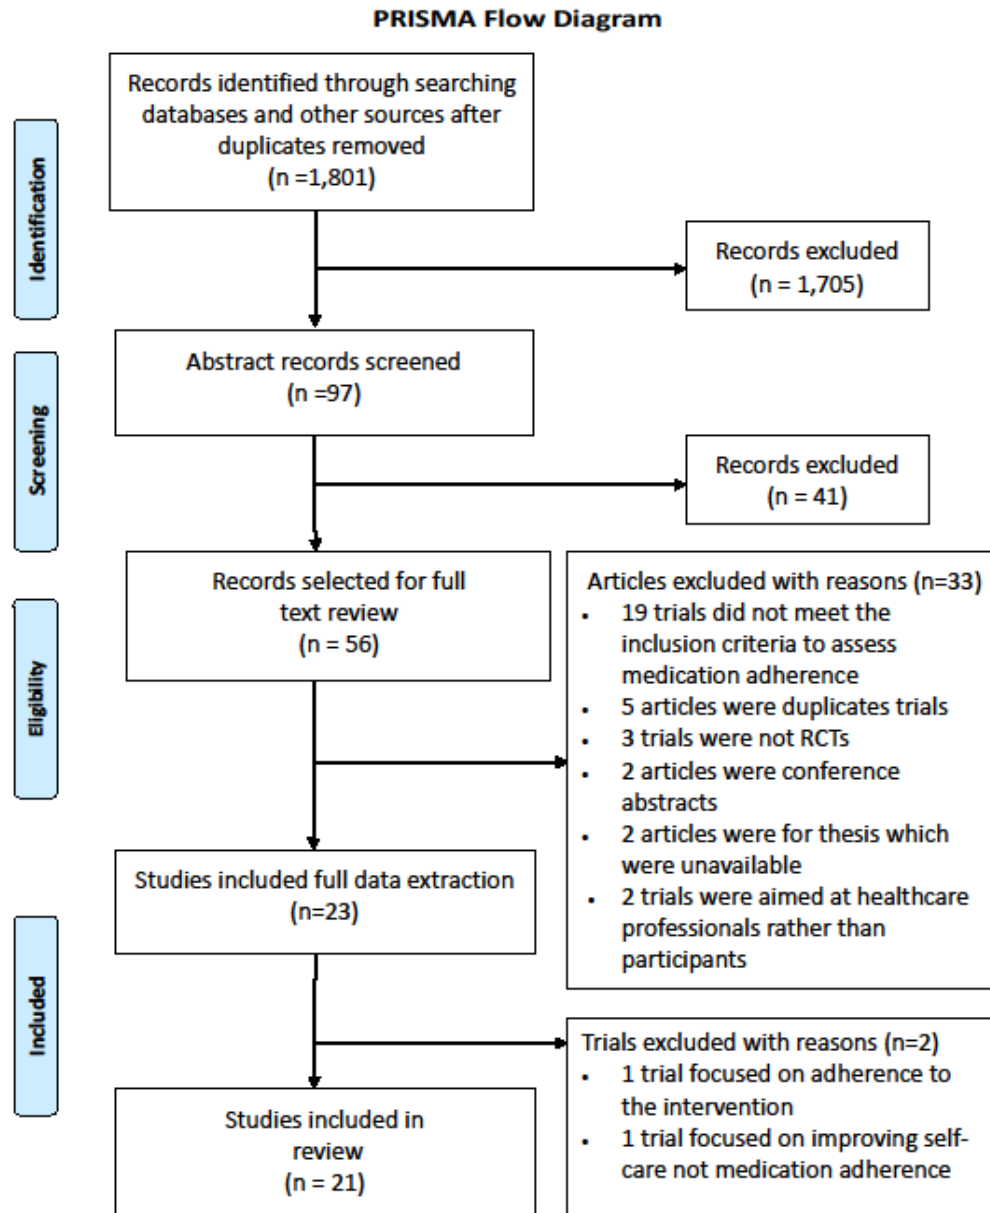 PRISMA Flow Diagram
Identification
Records identified through searching
databases and other sources after
duplicates removed
(n =1,801)
Records excluded
(n = 1,705)
Screening
Abstract records screened
(n =97)
Records excluded
(n = 41)
Eligibility
Records selected for full
text review
(n = 56)
Articles excluded with reasons (n=33)
• 19 trials did not meet the
inclusion criteria to assess
medication adherence
• 5 articles were duplicates trials
• 3 trials were not RCTs
• 2 articles were conference
abstracts
• 2 articles were for thesis which
were unavailable
• 2 trials were aimed at healthcare
professionals rather than
participants
Studies included full data extraction
(n=23)
Included
Trials excluded with reasons (n=2)
• 1 trial focused on adherence to
the intervention
• 1 trial focused on improving self-
care not medication adherence
Studies included in
review
(n = 21)